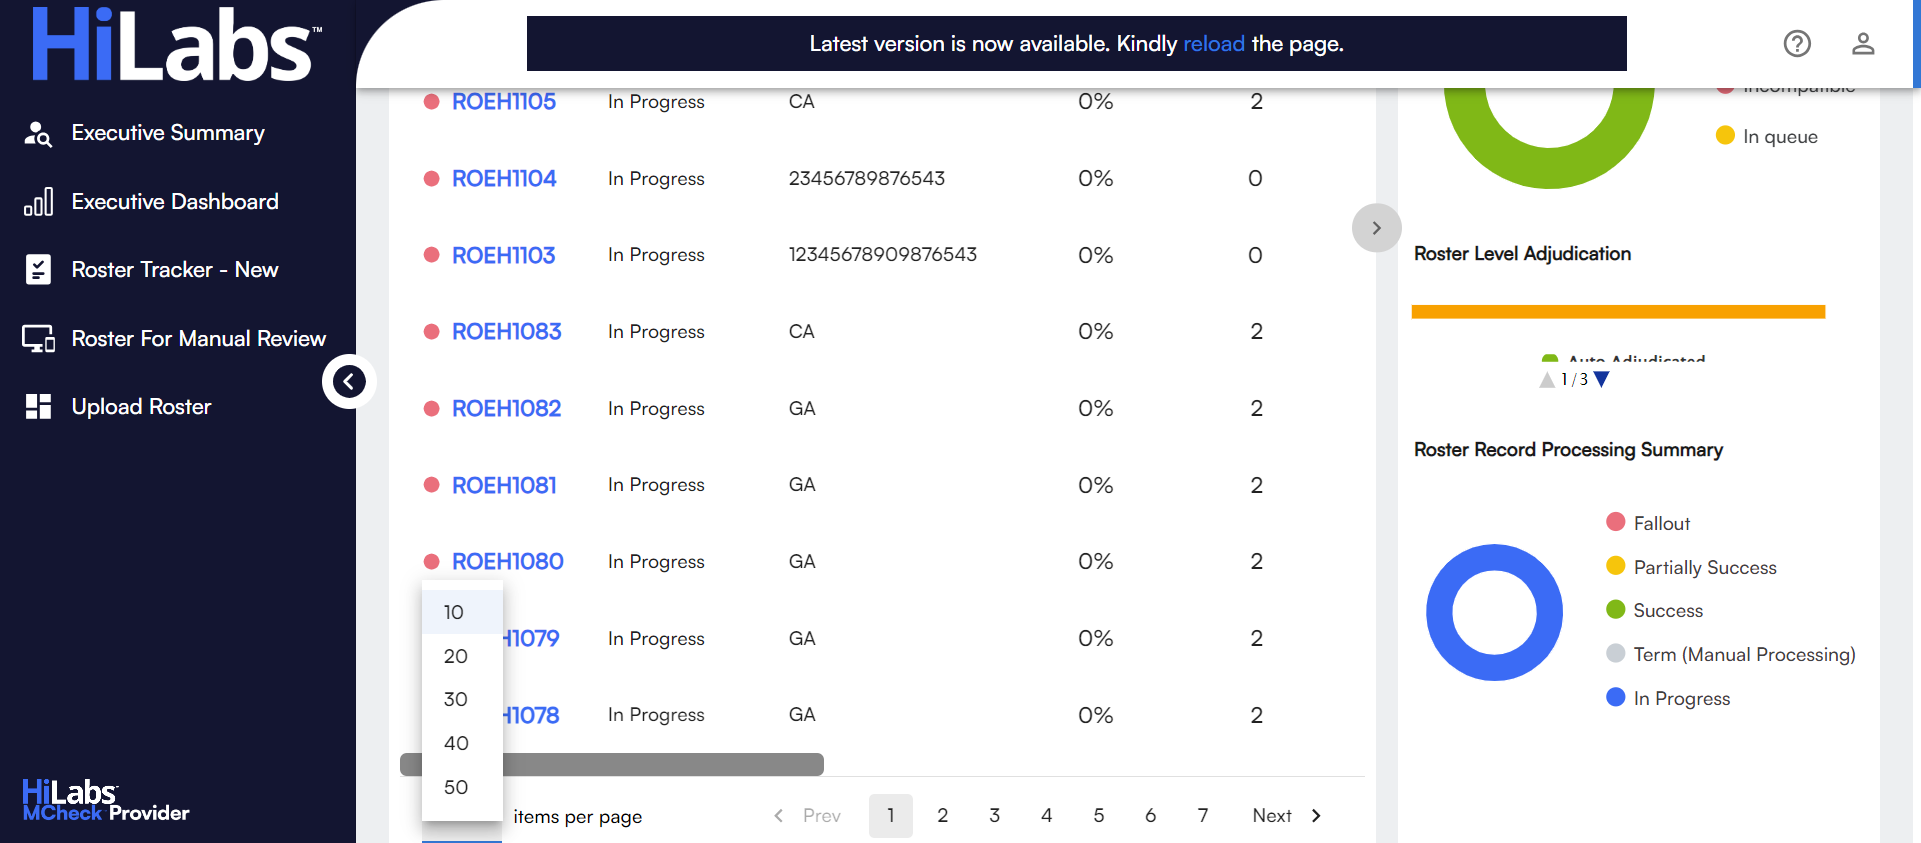 HiLabs™
Latest version is now available. Kindly reload the page.
Executive Summary
Executive Dashboard
Roster Tracker - New
Roster For Manual Review
Upload Roster
HiLabs
MCheck Provider
ROEH1105 In Progress CA 0% 2
ROEH1104 In Progress 23456789876543 0% 0
ROEH1103 In Progress 12345678909876543 0% 0
ROEH1083 In Progress CA 0% 2
ROEH1082 In Progress GA 0% 2
ROEH1081 In Progress GA 0% 2
ROEH1080 In Progress GA 0% 2
H1079 In Progress GA 0% 2
H1078 In Progress GA 0% 2
10
20
30
40
50
items per page
Prev 1 2 3 4 5 6 7 Next
Incompatible
In queue
Roster Level Adjudication
Auto Adjudicated
1/3
Roster Record Processing Summary
Fallout
Partially Success
Success
Term (Manual Processing)
In Progress